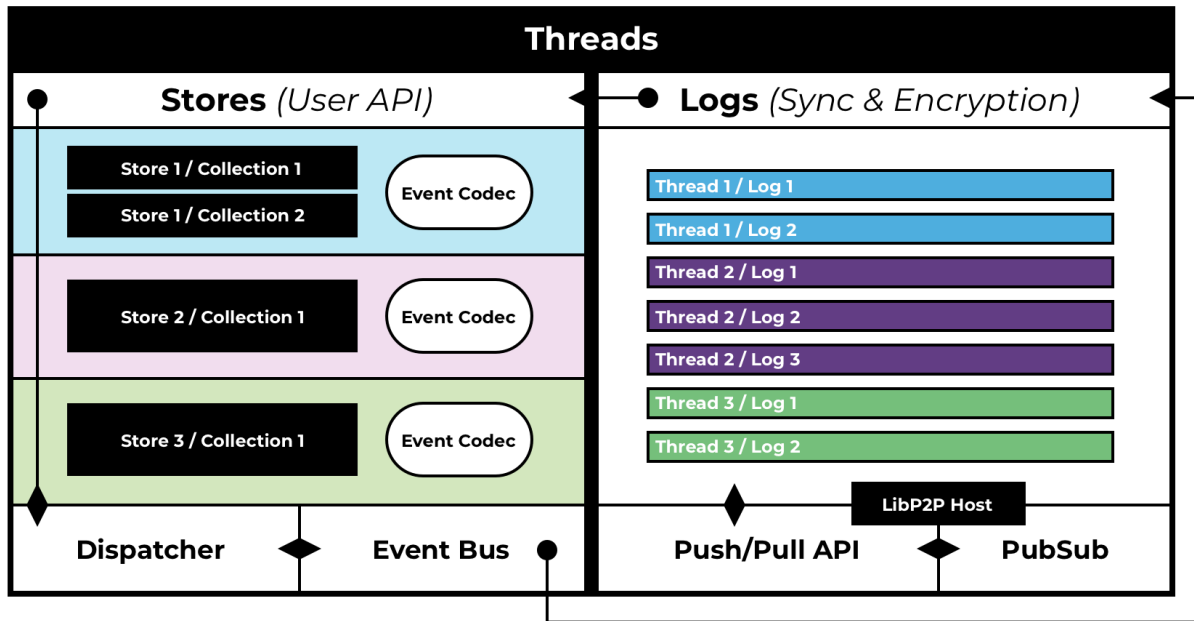 Threads
Stores (User API)
Logs (Sync & Encryption)
Store 1 / Collection 1
Store 1 / Collection 2
Event Codec
Store 2 / Collection 1
Event Codec
Store 3 / Collection 1
Event Codec
Thread 1 / Log 1
Thread 1 / Log 2
Thread 2 / Log 1
Thread 2 / Log 2
Thread 2 / Log 3
Thread 3 / Log 1
Thread 3 / Log 2
LibP2P Host
Dispatcher
Event Bus
Push/Pull API
PubSub